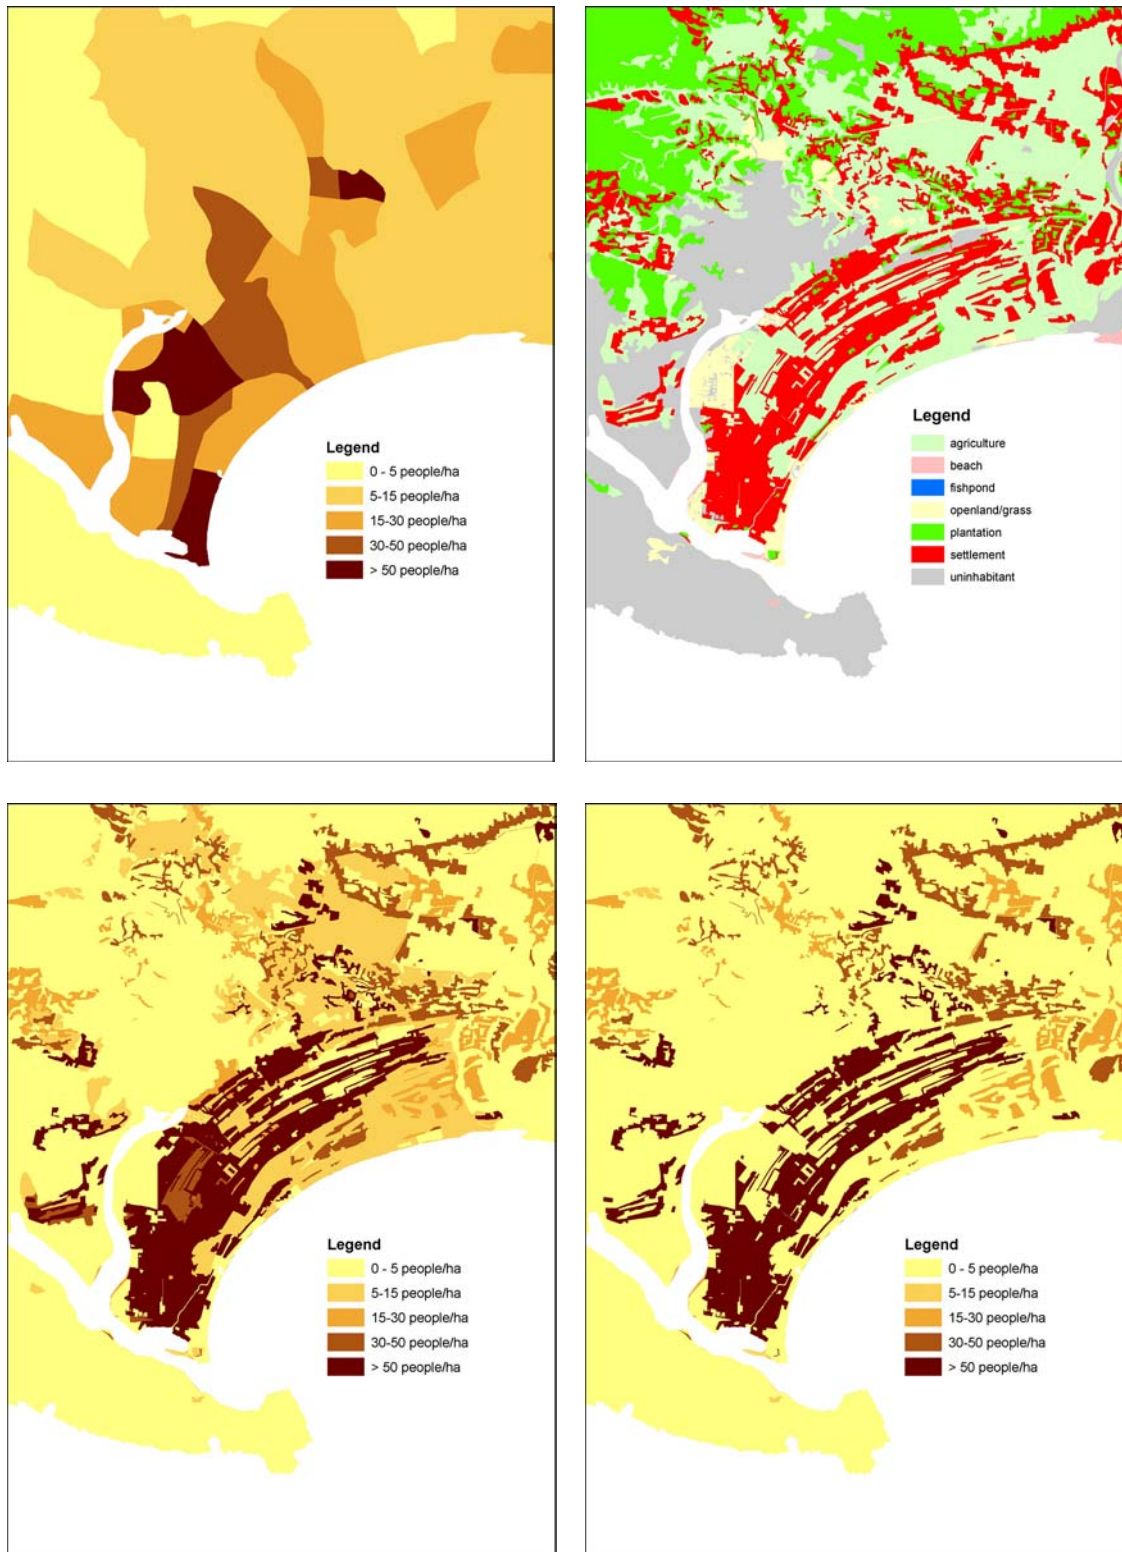 Legend
0 - 5 people/ha
5-15 people/ha
15-30 people/ha
30-50 people/ha
> 50 people/ha
Legend
agriculture
beach
fishpond
openland/grass
plantation
settlement
uninhabitant
Legend
0 - 5 people/ha
5-15 people/ha
15-30 people/ha
30-50 people/ha
> 50 people/ha
Legend
0 - 5 people/ha
5-15 people/ha
15-30 people/ha
30-50 people/ha
> 50 people/ha